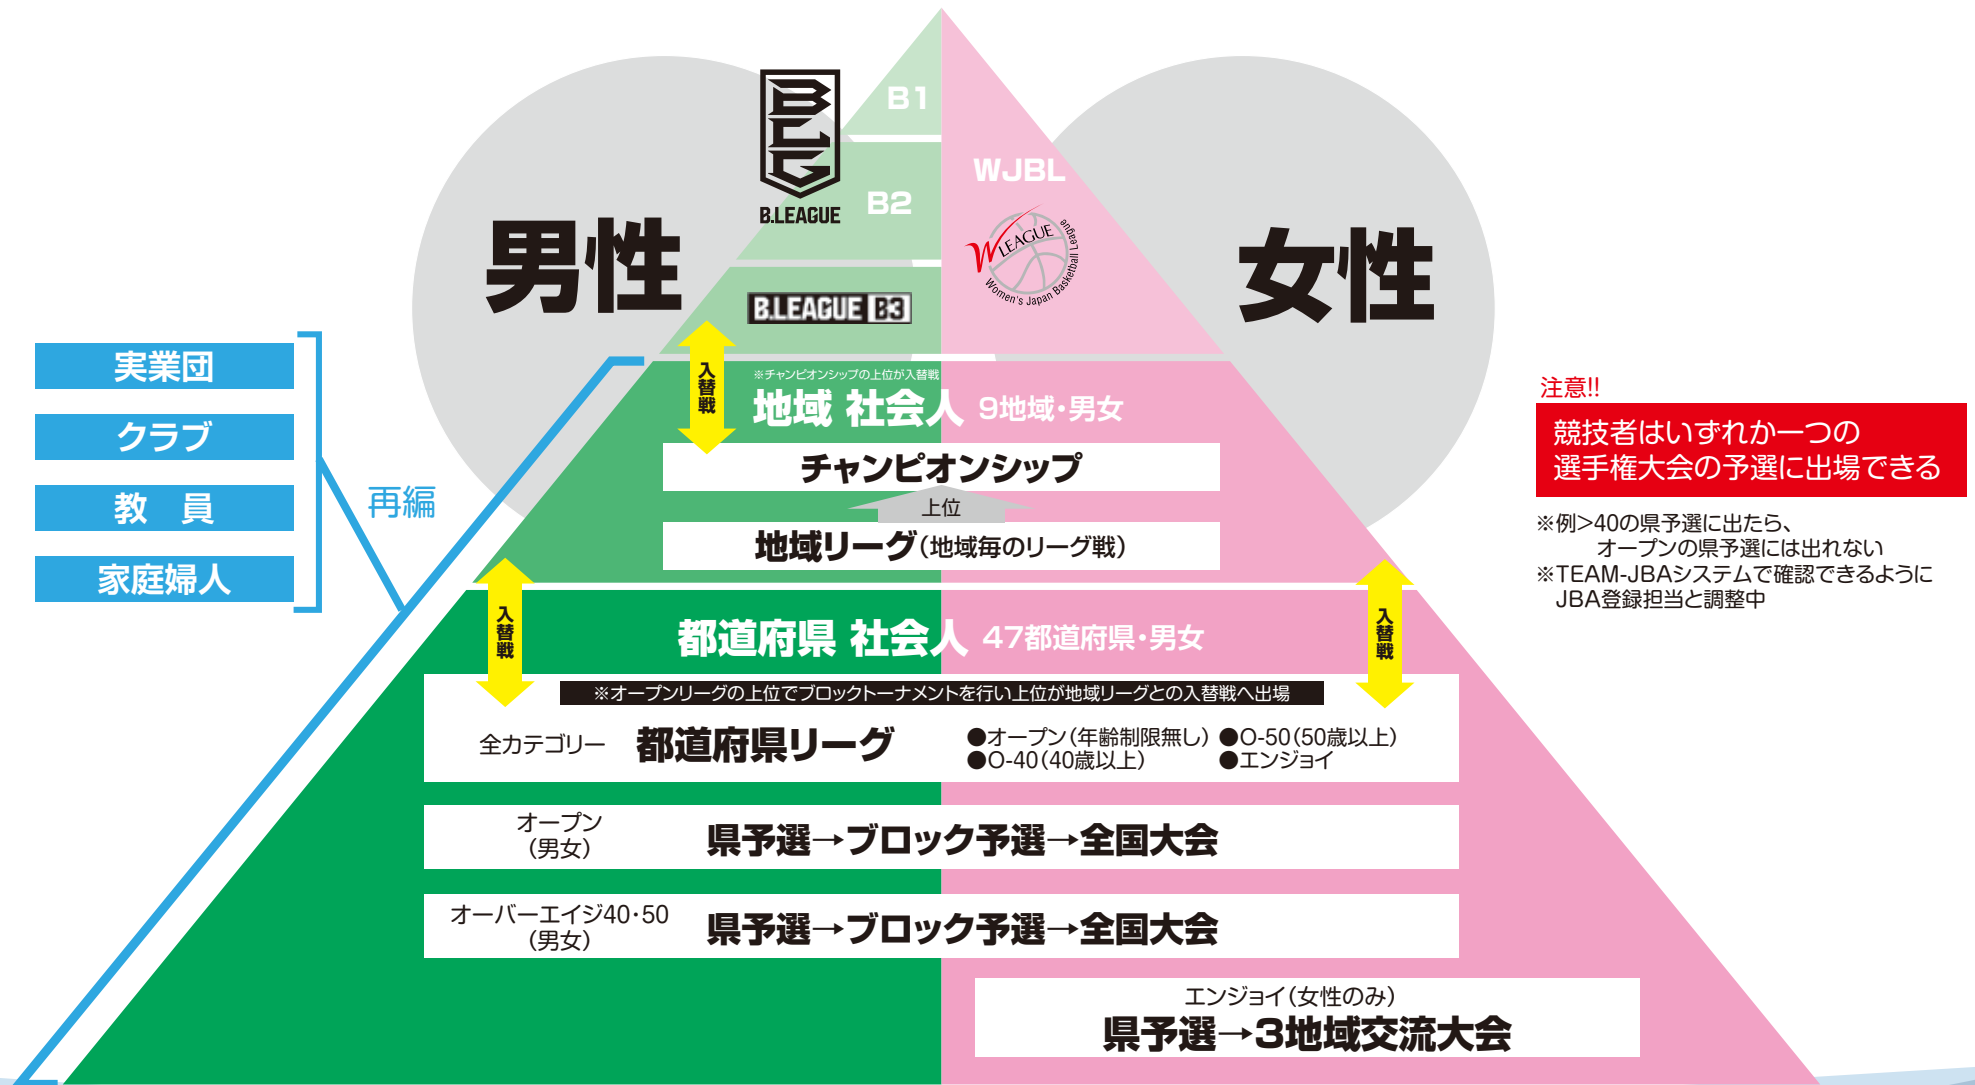 B1
B2
B.LEAGUE
B.LEAGUE B3
WJBL
W LEAGUE
Women's Japan Basketball League
男性
女性
実業団
クラブ
教　員
家庭婦人
再編
入替戦
※チャンピオンシップの上位が入替戦
地域 社会人 9地域・男女
チャンピオンシップ
上位
地域リーグ（地域毎のリーグ戦）
入替戦
入替戦
都道府県 社会人 47都道府県・男女
※オープンリーグの上位でブロックトーナメントを行い上位が地域リーグとの入替戦へ出場
全カテゴリー 都道府県リーグ
●オープン（年齢制限無し） ●O-50（50歳以上）
●O-40（40歳以上） ●エンジョイ
オープン
（男女）
県予選→ブロック予選→全国大会
オーバーエイジ40・50
（男女）
県予選→ブロック予選→全国大会
エンジョイ（女性のみ）
県予選→3地域交流大会
注意!!
競技者はいずれか一つの
選手権大会の予選に出場できる
※例>40の県予選に出たら、
オープンの県予選には出れない
※TEAM-JBAシステムで確認できるように
JBA登録担当と調整中